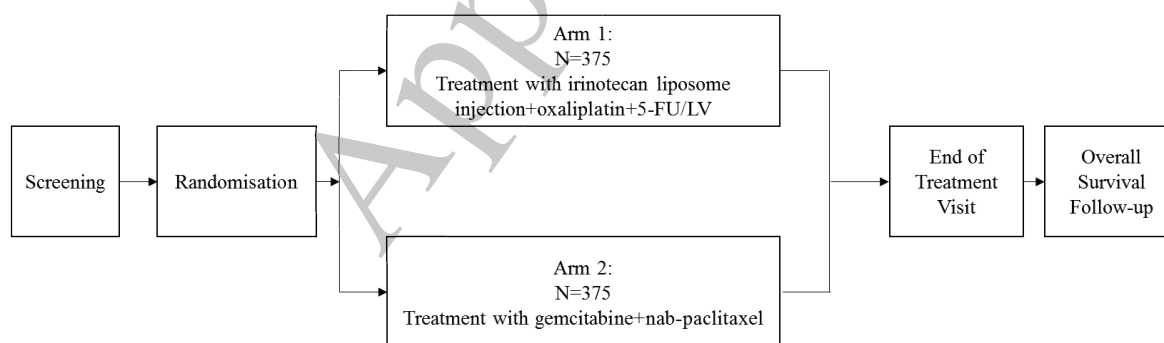 Screening
Randomisation
Arm 1:
N=375
Treatment with irinotecan liposome
injection+oxaliplatin+5-FU/LV
Arm 2:
N=375
Treatment with gemcitabine+nab-paclitaxel
End of
Treatment
Visit
Overall
Survival
Follow-up
App